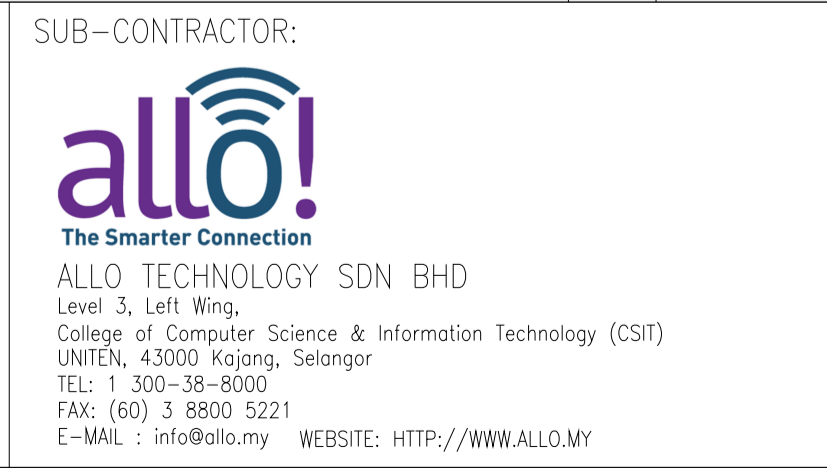 SUB-CONTRACTOR:
allo!
The Smarter Connection
ALLO TECHNOLOGY SDN BHD
Level 3, Left Wing,
College of Computer Science & Information Technology (CSIT)
UNITEN, 43000 Kajang, Selangor
TEL: 1 300-38-8000
FAX: (60) 3 8800 5221
E-MAIL : info@allo.my WEBSITE: HTTP://WWW.ALLO.MY